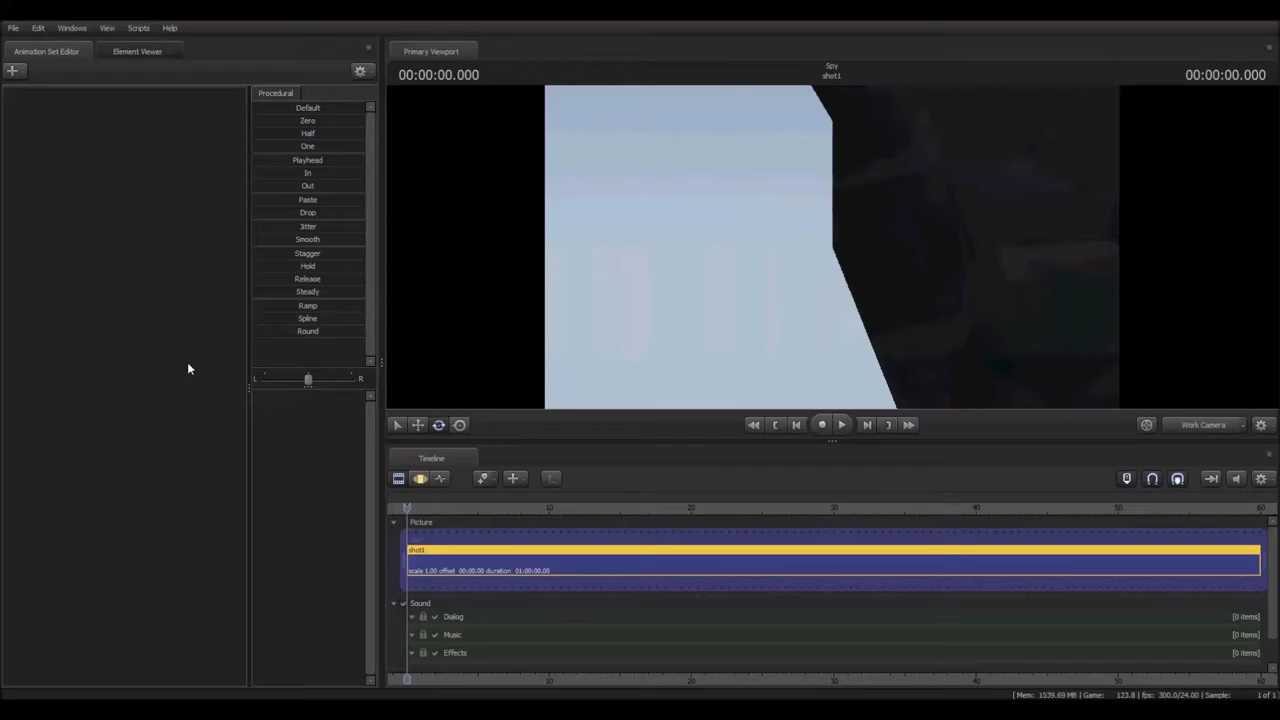 File Edit Windows View Scripts Help
Animation Set Editor Element Viewer
Primary Viewport
00:00:00.000
Spy
shot1
00:00:00.000
Procedural
Default
Zero
Half
One
Playhead
In
Out
Paste
Drop
Jitter
Smooth
Stagger
Hold
Release
Steady
Ramp
Spline
Round
L R
Work Camera
Timeline
10 20 30 40 50 60
Picture
shot1
scale 1.00 offset 00:00.00 duration 01:00:00.00
Sound
Dialog [0 items]
Music [0 items]
Effects [0 items]
10 20 30 40 50 60
[Mem: 1539.69 MB | Game: 123.8 | fps: 300.0/24.00 | Sample: 1 of 1